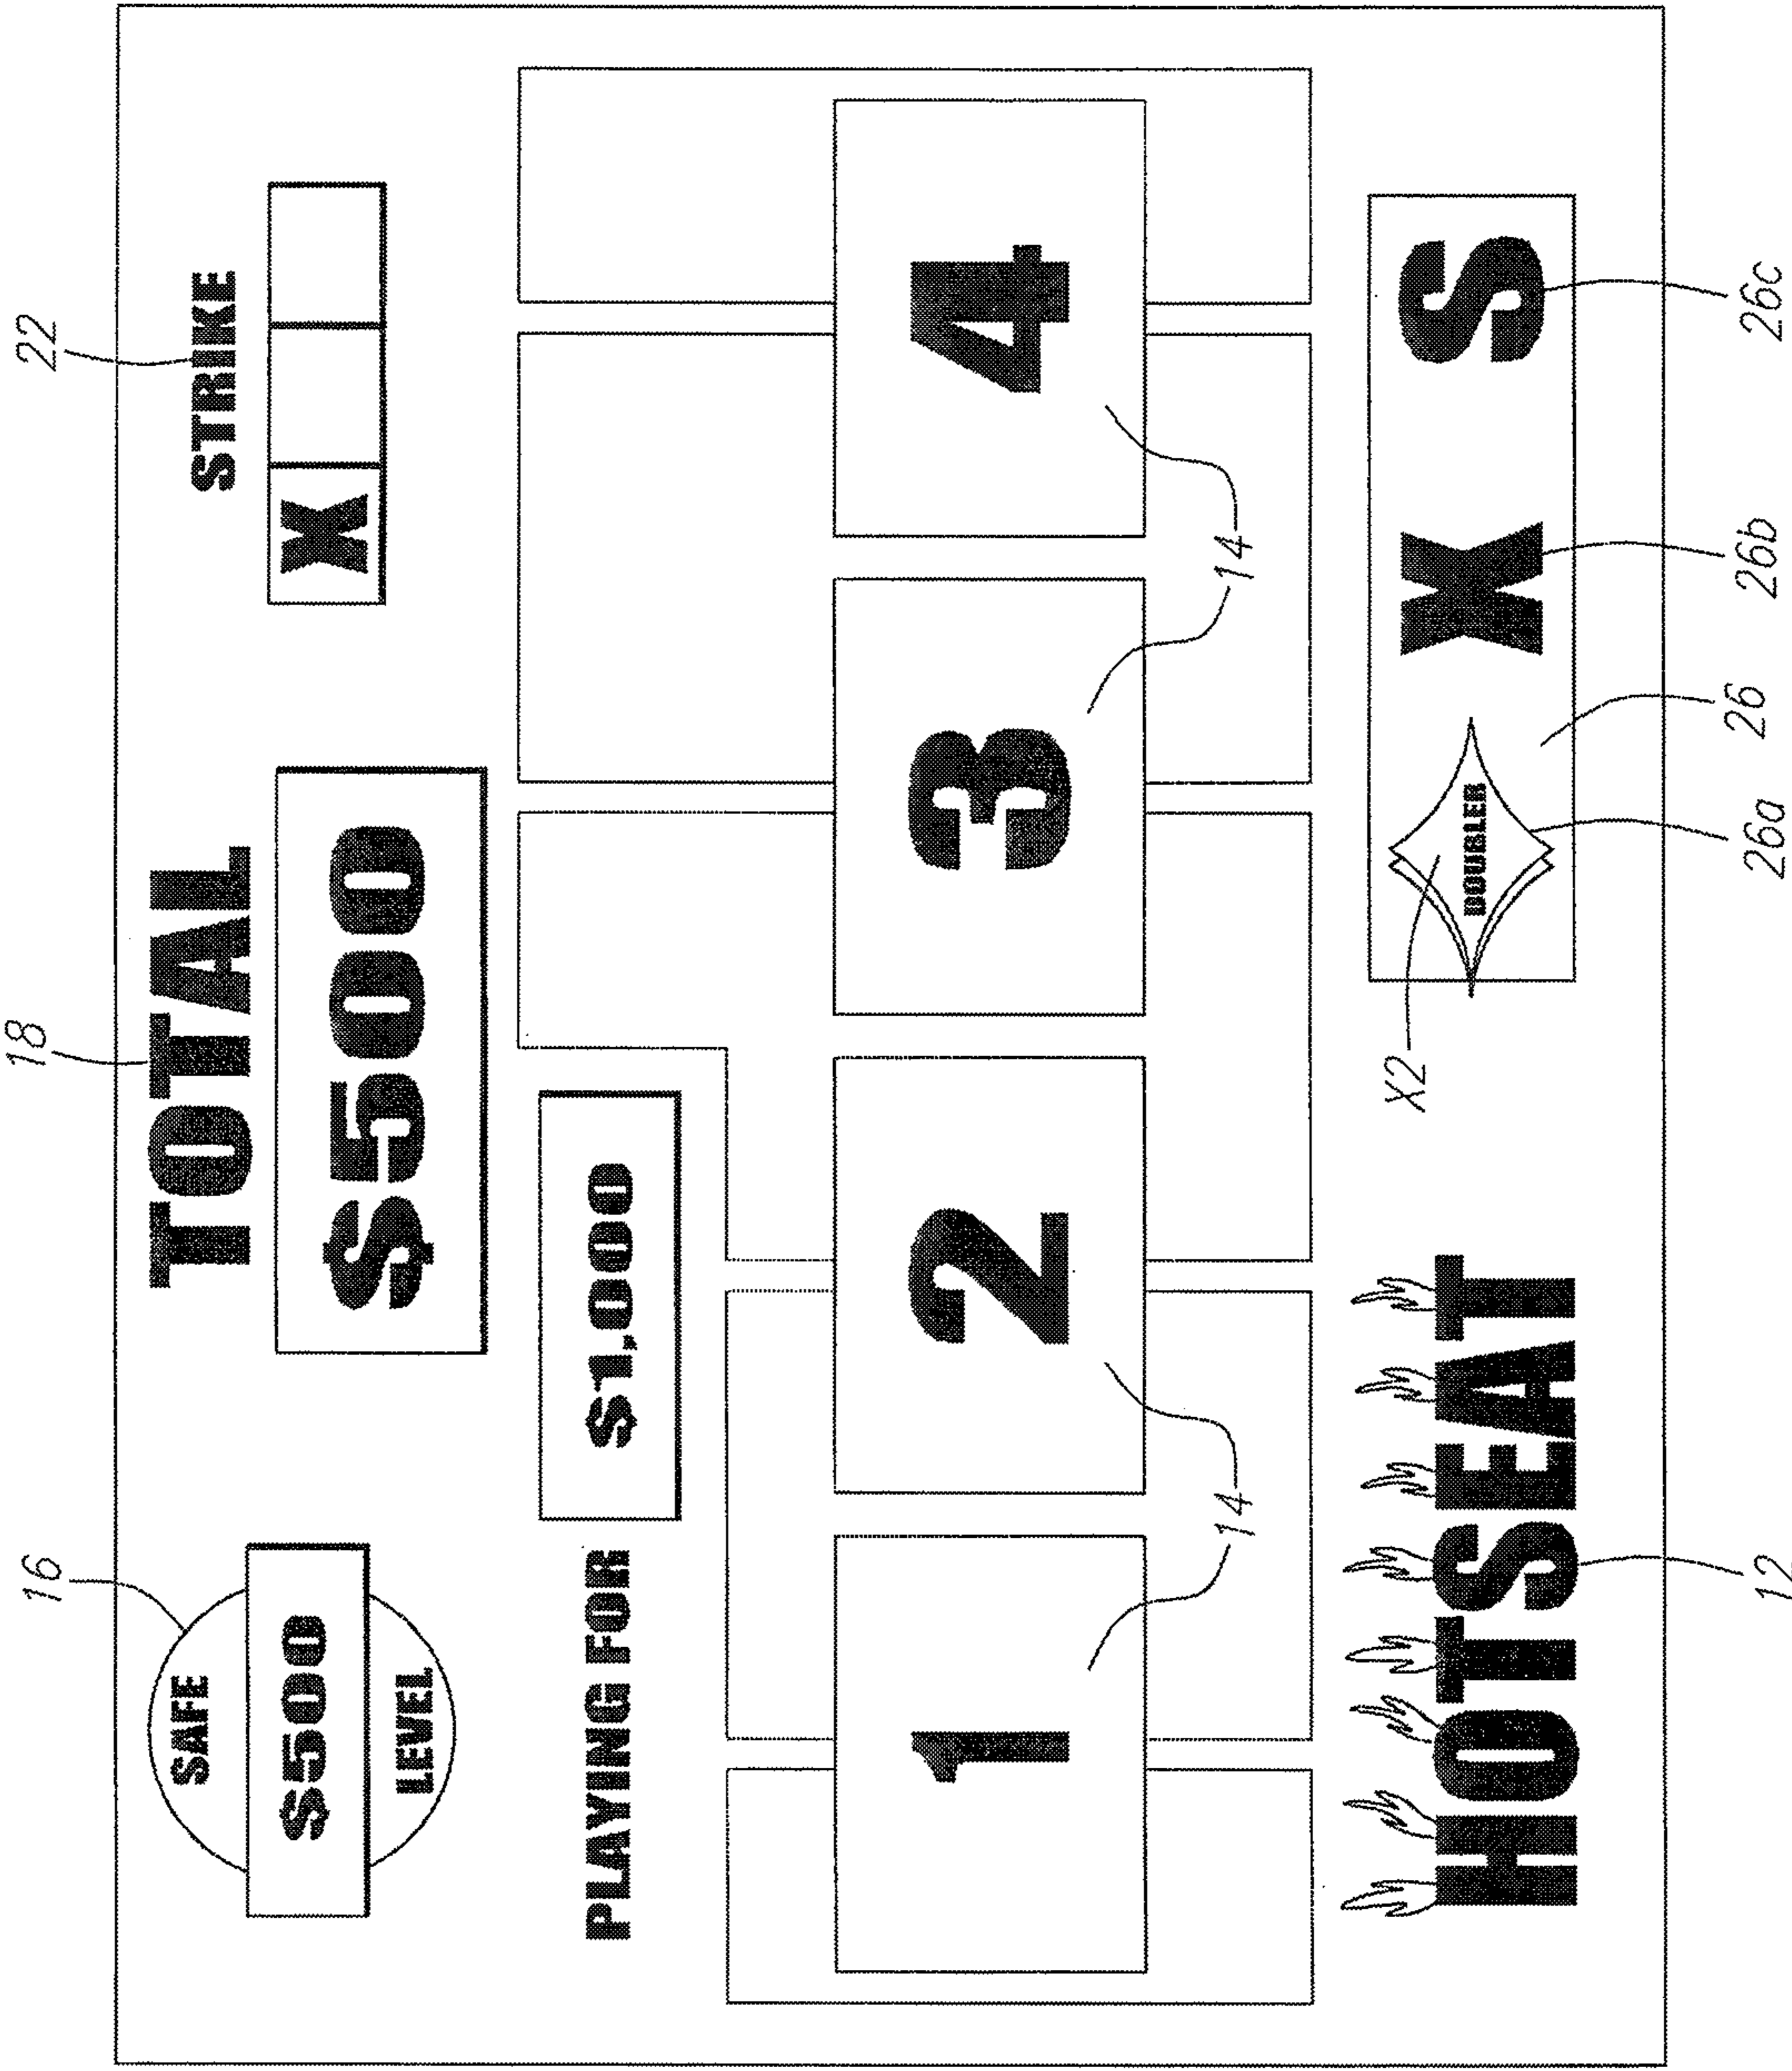 16
18
22
SAFE
$500
LEVEL
TOTAL
$500
STRIKE
X
PLAYING FOR
$1,000
1
2
3
4
14
14
HOTSEAT
X2
DOUBLER
X
S
12
26a
26
26b
26c